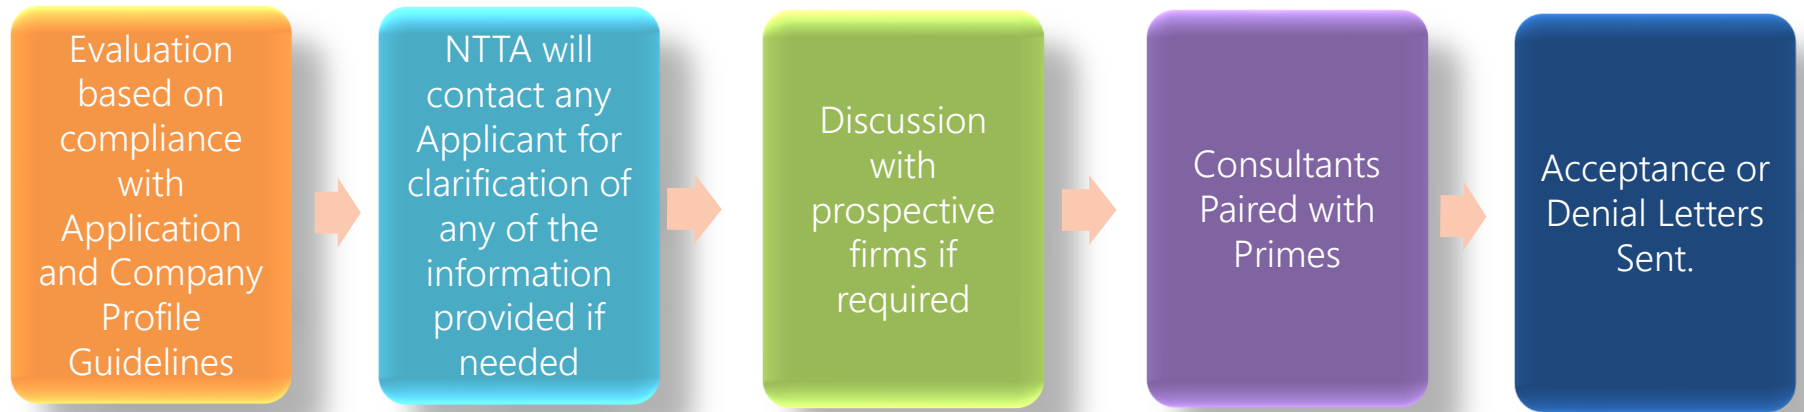 Evaluation
based on
compliance
with
Application
and Company
Profile
Guidelines
NTTA will
contact any
Applicant for
clarification of
any of the
information
provided if
needed
Discussion
with
prospective
firms if
required
Consultants
Paired with
Primes
Acceptance or
Denial Letters
Sent.